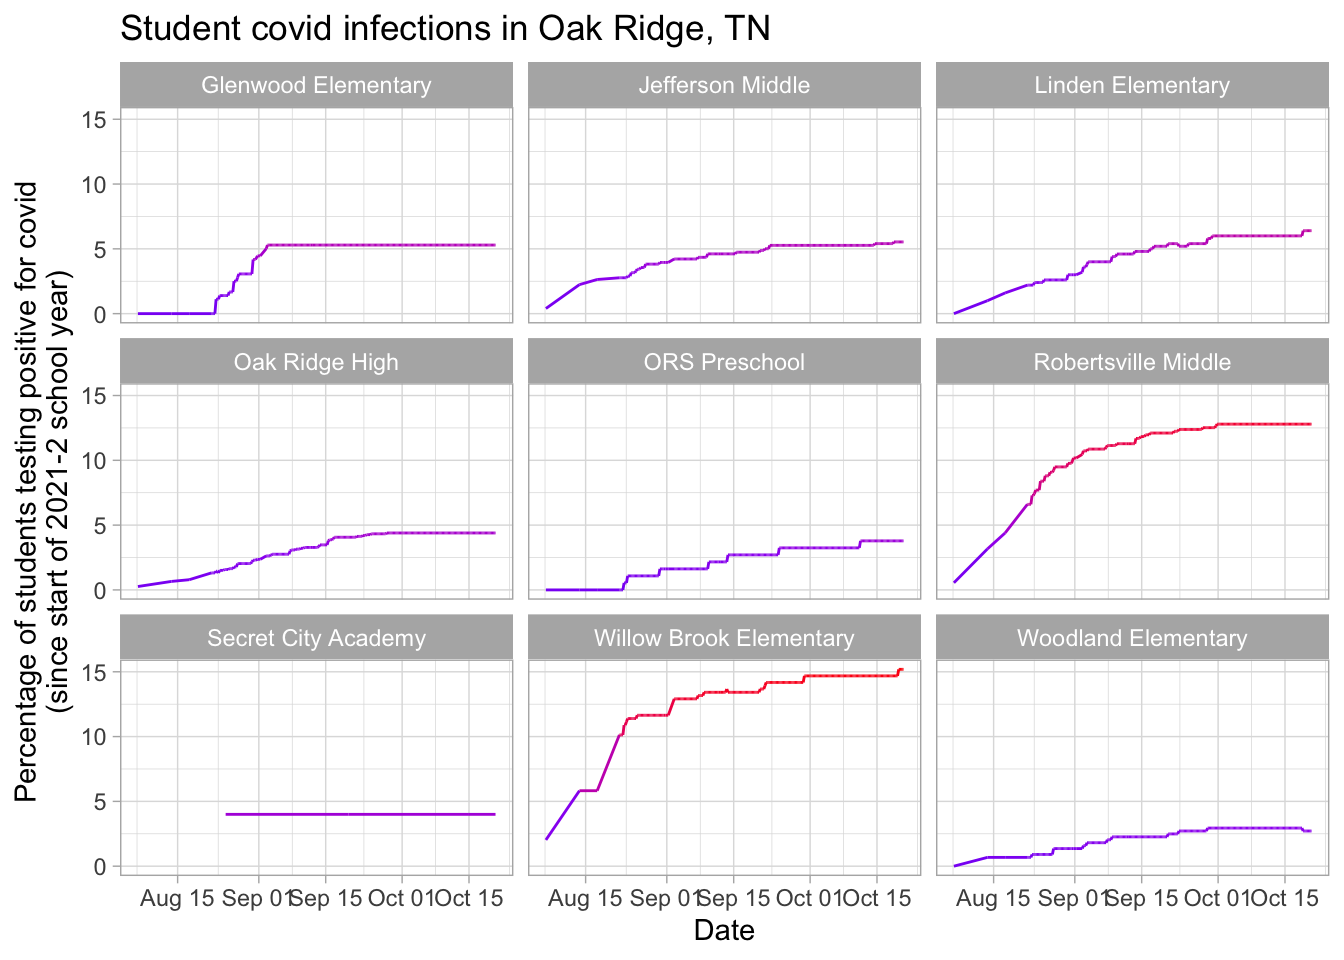 Student covid infections in Oak Ridge, TN
Percentage of students testing positive for covid
(since start of 2021-2 school year)
Glenwood Elementary
Jefferson Middle
Linden Elementary
15
10
5
0
Oak Ridge High
ORS Preschool
Robertsville Middle
15
10
5
0
Secret City Academy
Willow Brook Elementary
Woodland Elementary
15
10
5
0
Aug 15 Sep 01 Sep 15 Oct 01 Oct 15
Aug 15 Sep 01 Sep 15 Oct 01 Oct 15
Aug 15 Sep 01 Sep 15 Oct 01 Oct 15
Date